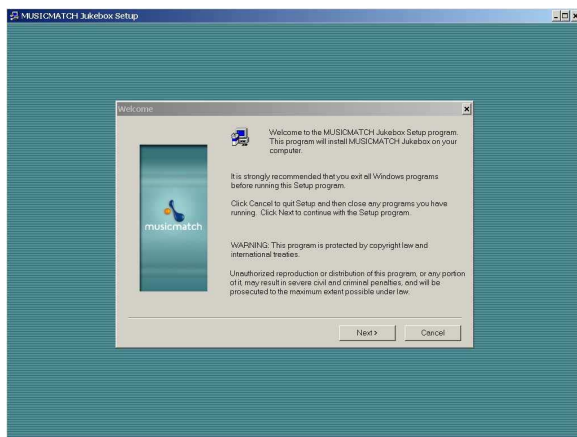 MUSICMATCH Jukebox Setup
Welcome
Welcome to the MUSICMATCH Jukebox Setup program.
This program will install MUSICMATCH Jukebox on your
computer.
It is strongly recommended that you exit all Windows programs
before running this Setup program.
Click Cancel to quit Setup and then close any programs you have
running. Click Next to continue with the Setup program.
musicmatch
WARNING: This program is protected by copyright law and
international treaties.
Unauthorized reproduction or distribution of this program, or any portion
of it, may result in severe civil and criminal penalties, and will be
prosecuted to the maximum extent possible under law.
Next >
Cancel